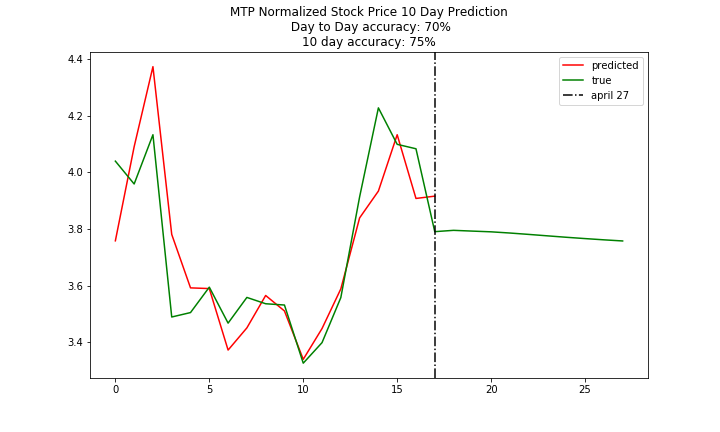 MTP Normalized Stock Price 10 Day Prediction
Day to Day accuracy: 70%
10 day accuracy: 75%
predicted
true
april 27
4.4
4.2
4.0
3.8
3.6
3.4
0 5 10 15 20 25